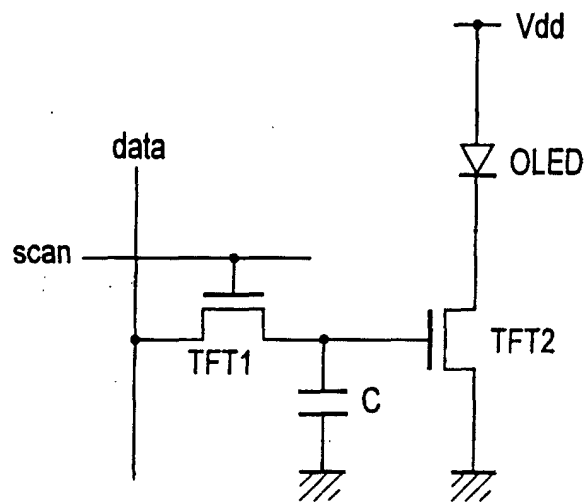 Vdd
data
OLED
scan
TFT1
TFT2
C